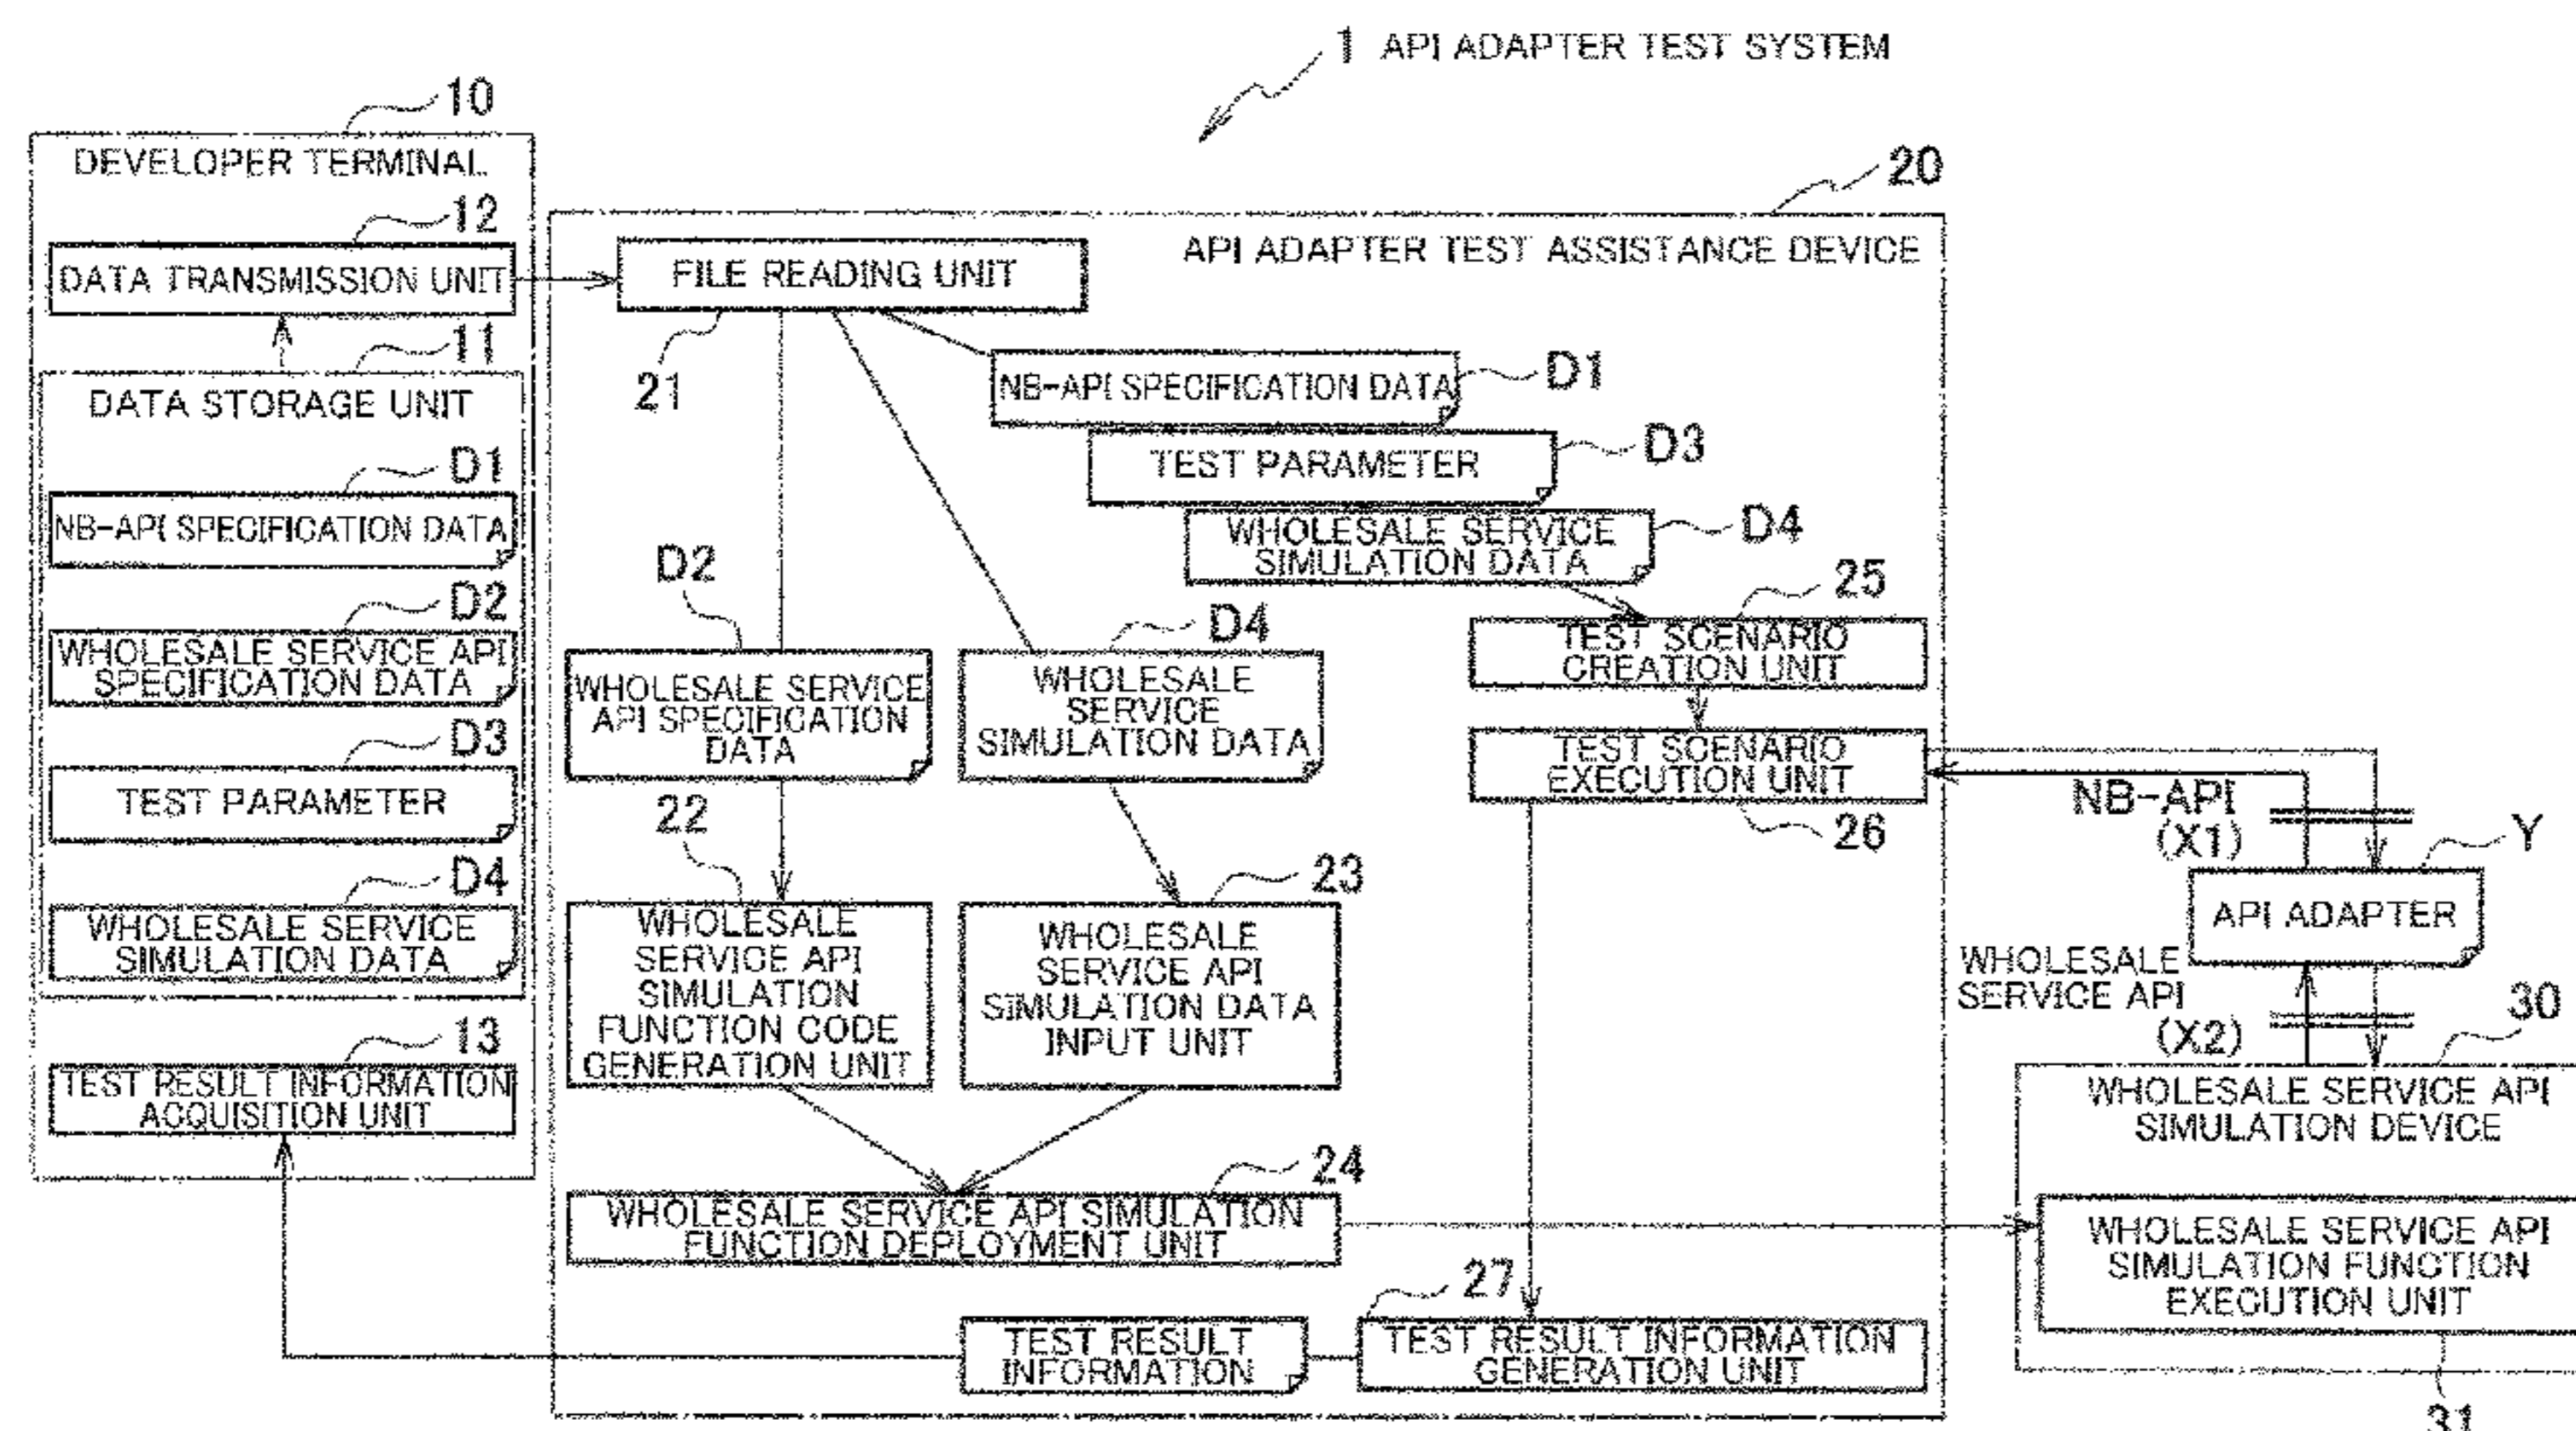 1 API ADAPTER TEST SYSTEM
10
DEVELOPER TERMINAL
12
DATA TRANSMISSION UNIT
11
DATA STORAGE UNIT
D1
NB-API SPECIFICATION DATA
D2
WHOLESALE SERVICE API
SPECIFICATION DATA
D3
TEST PARAMETER
D4
WHOLESALE SERVICE
SIMULATION DATA
13
TEST RESULT INFORMATION
ACQUISITION UNIT
20
API ADAPTER TEST ASSISTANCE DEVICE
FILE READING UNIT
21
NB-API SPECIFICATION DATA
D1
TEST PARAMETER
D3
WHOLESALE SERVICE
SIMULATION DATA
D4
D2
WHOLESALE SERVICE
API SPECIFICATION
DATA
D4
WHOLESALE
SERVICE
SIMULATION DATA
25
TEST SCENARIO
CREATION UNIT
TEST SCENARIO
EXECUTION UNIT
26
22
WHOLESALE
SERVICE API
SIMULATION
FUNCTION CODE
GENERATION UNIT
23
WHOLESALE
SERVICE API
SIMULATION DATA
INPUT UNIT
24
WHOLESALE SERVICE API SIMULATION
FUNCTION DEPLOYMENT UNIT
27
TEST RESULT INFORMATION
GENERATION UNIT
TEST RESULT
INFORMATION
NB-API
(X1)
Y
API ADAPTER
WHOLESALE
SERVICE API
(X2)
30
WHOLESALE SERVICE API
SIMULATION DEVICE
WHOLESALE SERVICE API
SIMULATION FUNCTION
EXECUTION UNIT
31